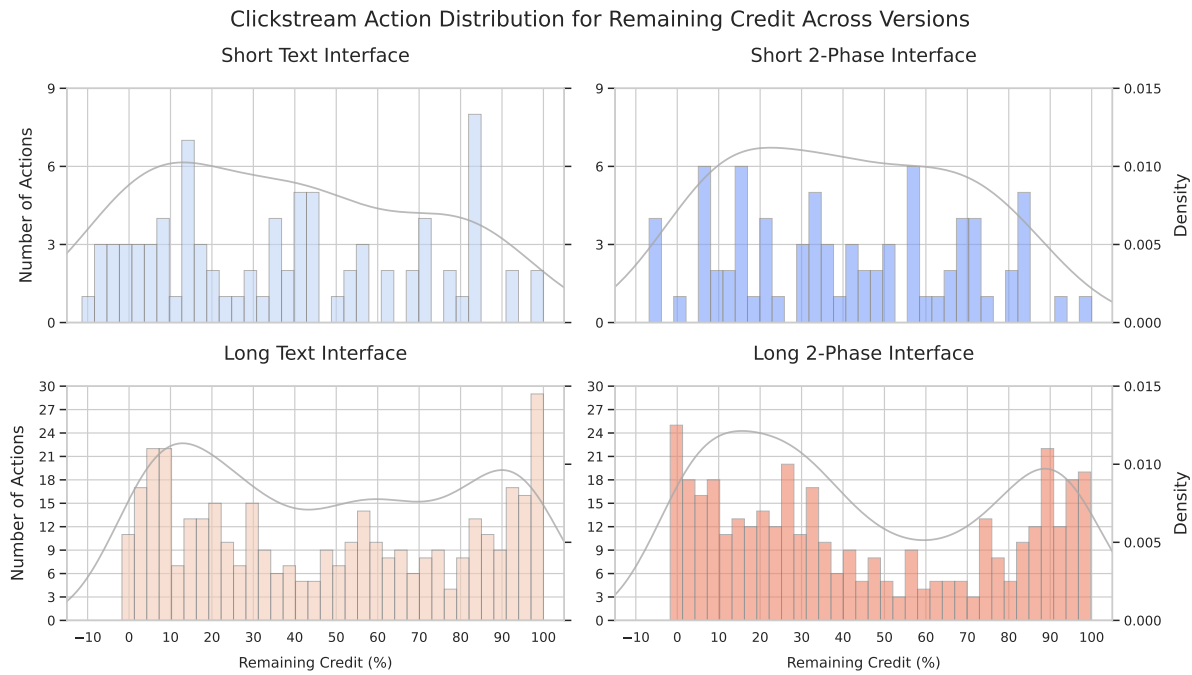 Clickstream Action Distribution for Remaining Credit Across Versions
Short Text Interface
Short 2-Phase Interface
Number of Actions
9
6
3
0
9
6
3
0
0.015
0.010
0.005
0.000
Density
Long Text Interface
Long 2-Phase Interface
Number of Actions
30
27
24
21
18
15
12
9
6
3
0
−10 0 10 20 30 40 50 60 70 80 90 100
Remaining Credit (%)
30
27
24
21
18
15
12
9
6
3
0
−10 0 10 20 30 40 50 60 70 80 90 100
Remaining Credit (%)
0.015
0.010
0.005
0.000
Density